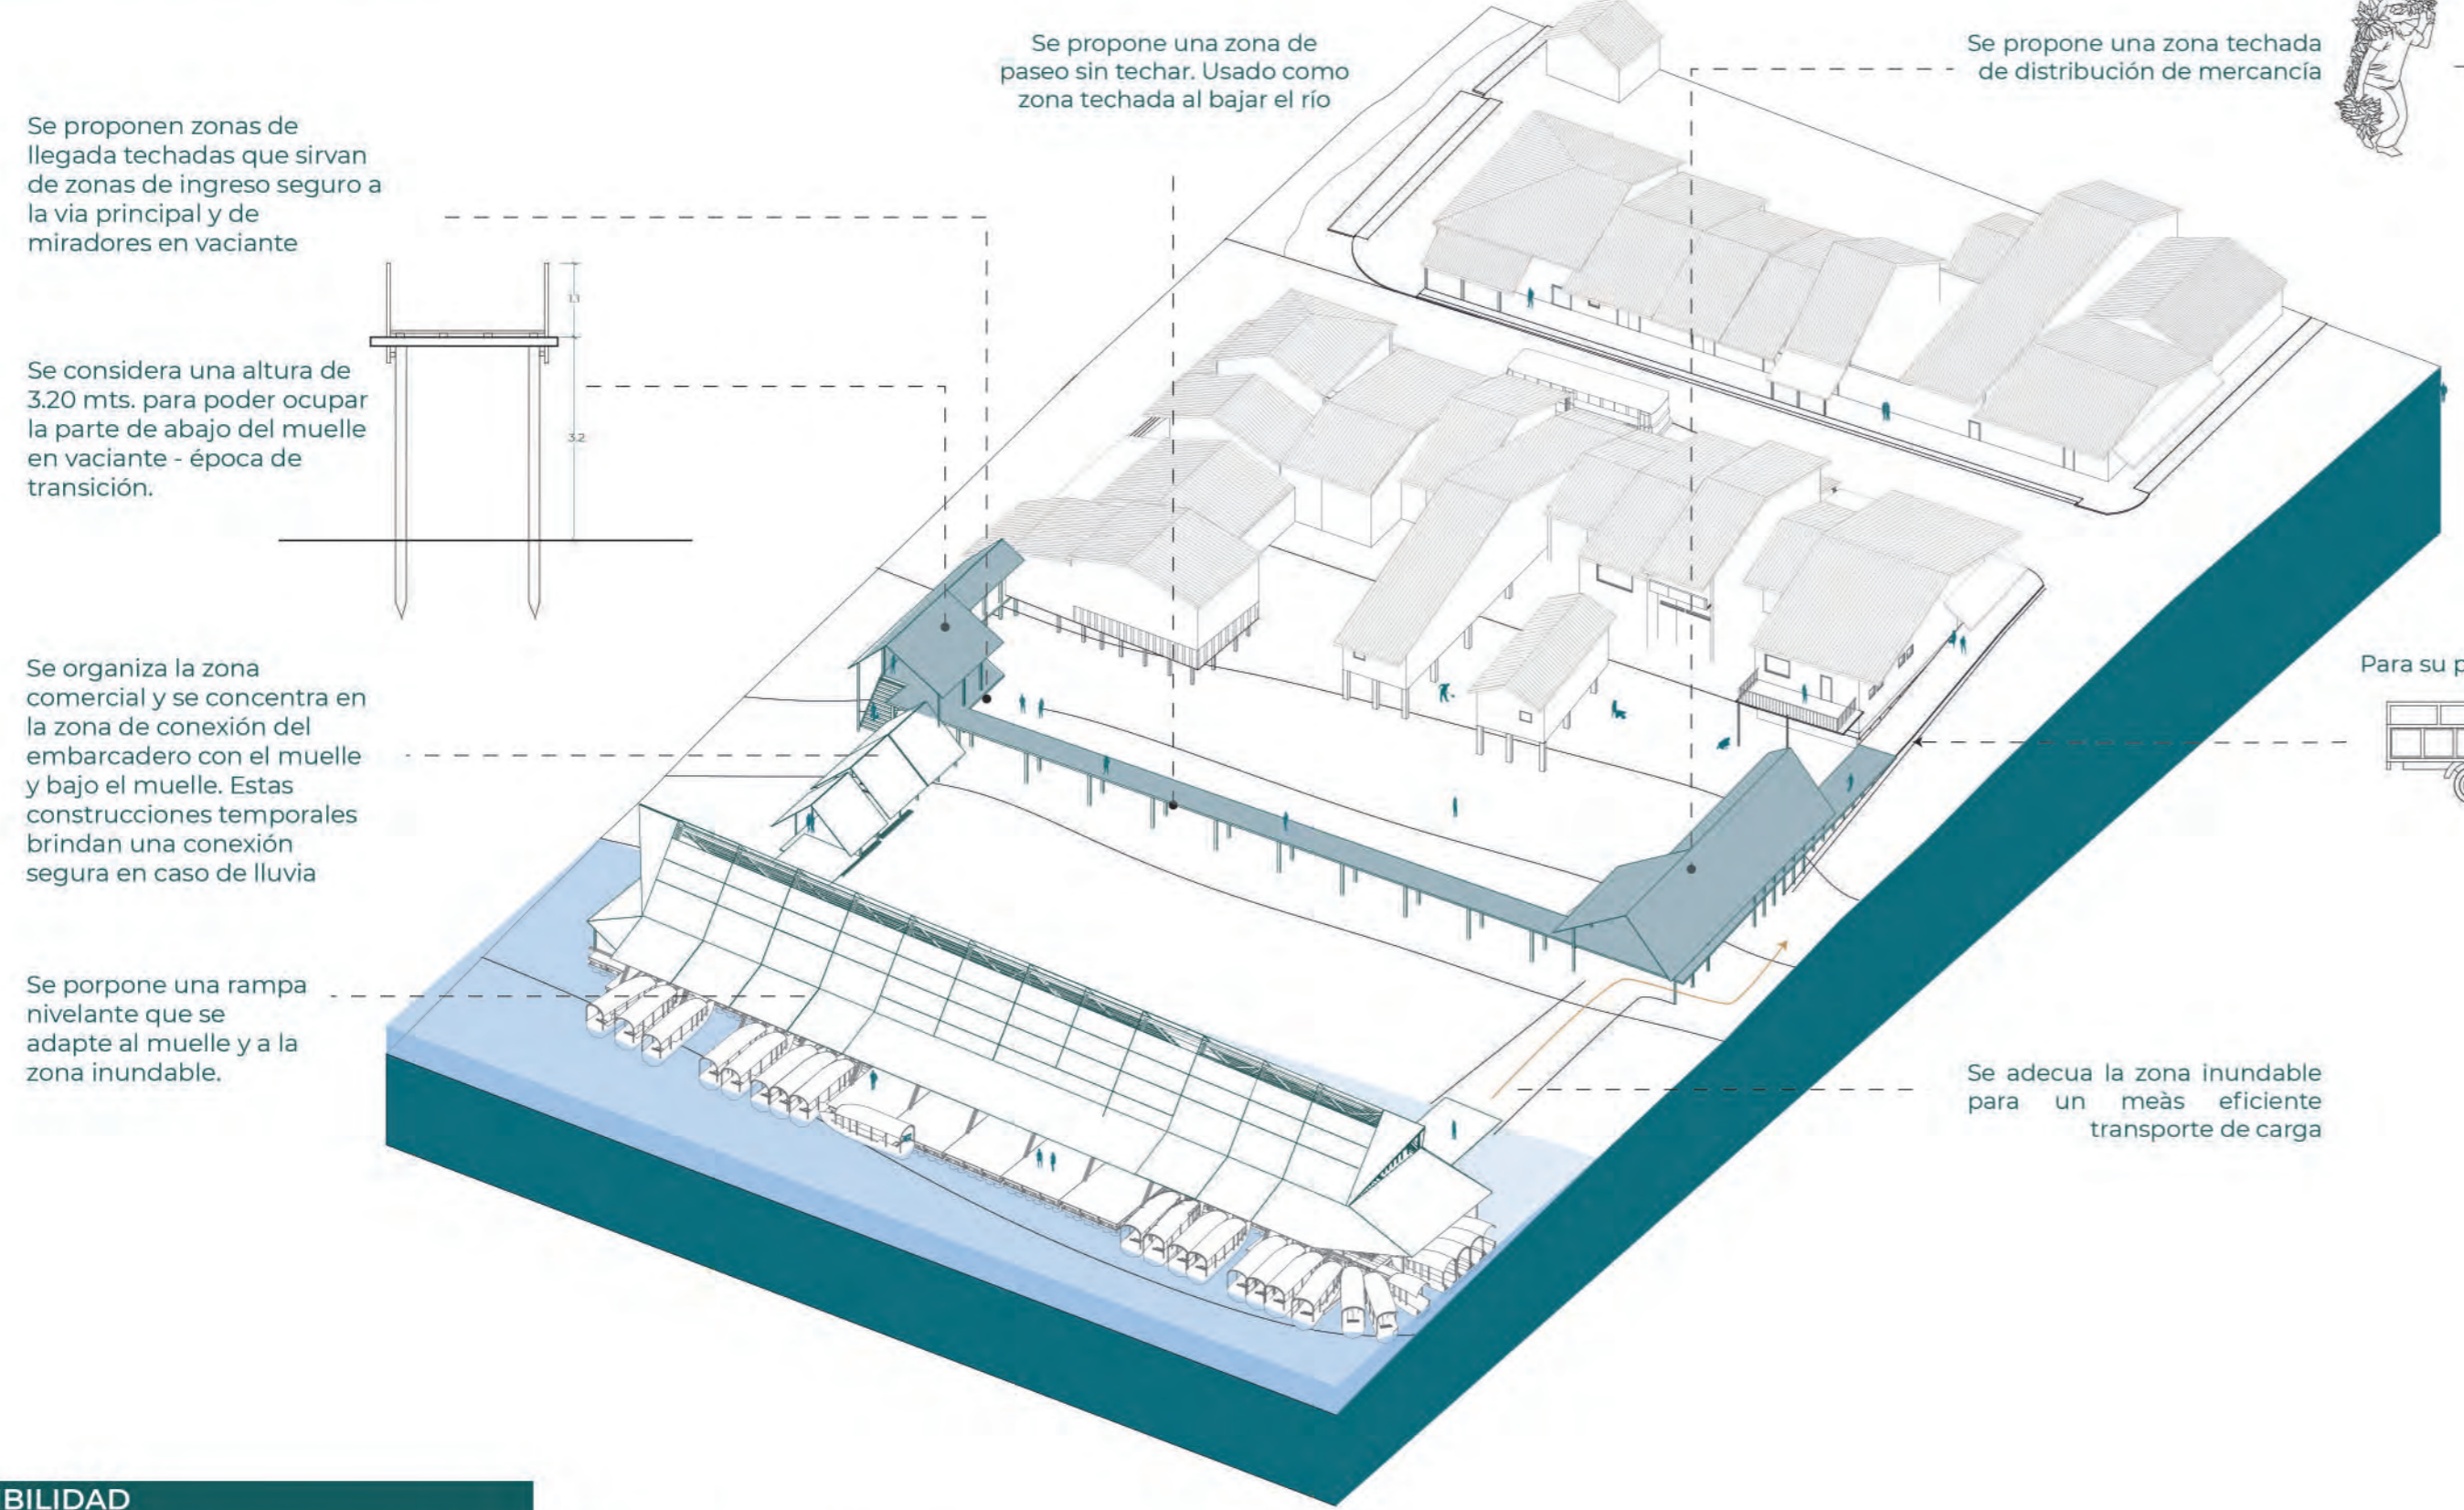 Se propone una zona de
paseo sin techar. Usado como
zona techada al bajar el río
Se propone una zona techada
de distribución de mercancía
Se proponen zonas de
llegada techadas que sirvan
de zonas de ingreso seguro a
la via principal y de
miradores en vaciante
1.1
Se considera una altura de
3.20 mts. para poder ocupar
la parte de abajo del muelle
en vaciante - época de
transición.
3.2
Se organiza la zona
comercial y se concentra en
la zona de conexión del
embarcadero con el muelle
y bajo el muelle. Estas
construcciones temporales
brindan una conexión
segura en caso de lluvia
Para su p
Se porpone una rampa
nivelante que se
adapte al muelle y a la
zona inundable.
Se adecua la zona inundable
para un meàs eficiente
transporte de carga
BILIDAD